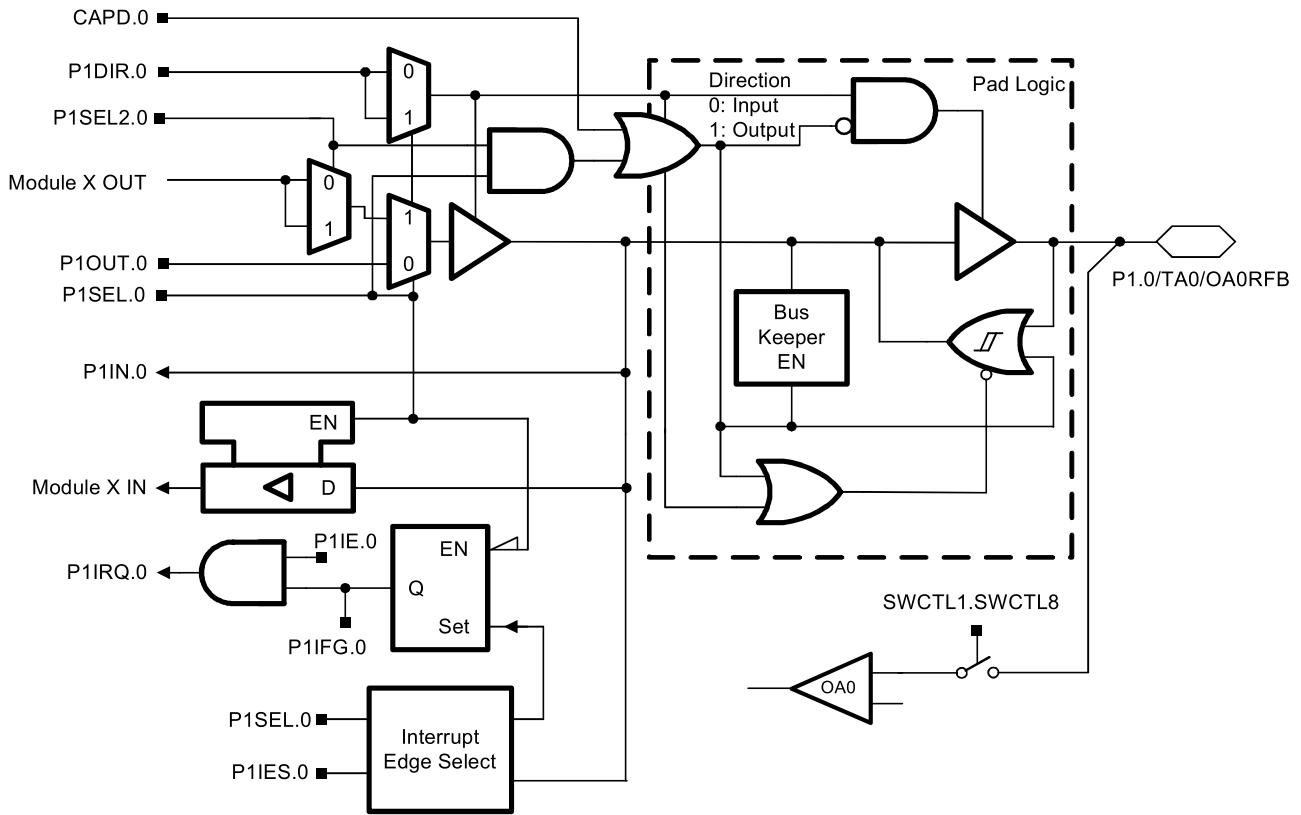 CAPD.0
P1DIR.0
0
1
P1SEL2.0
Module X OUT
0
1
1
0
P1OUT.0
P1SEL.0
Direction
0: Input
1: Output
Pad Logic
P1.0/TA0/OA0RFB
Bus
Keeper
EN
P1IN.0
EN
Module X IN
D
P1IE.0
P1IRQ.0
P1IFG.0
EN
Q
Set
SWCTL1.SWCTL8
OA0
P1SEL.0
P1IES.0
Interrupt
Edge Select